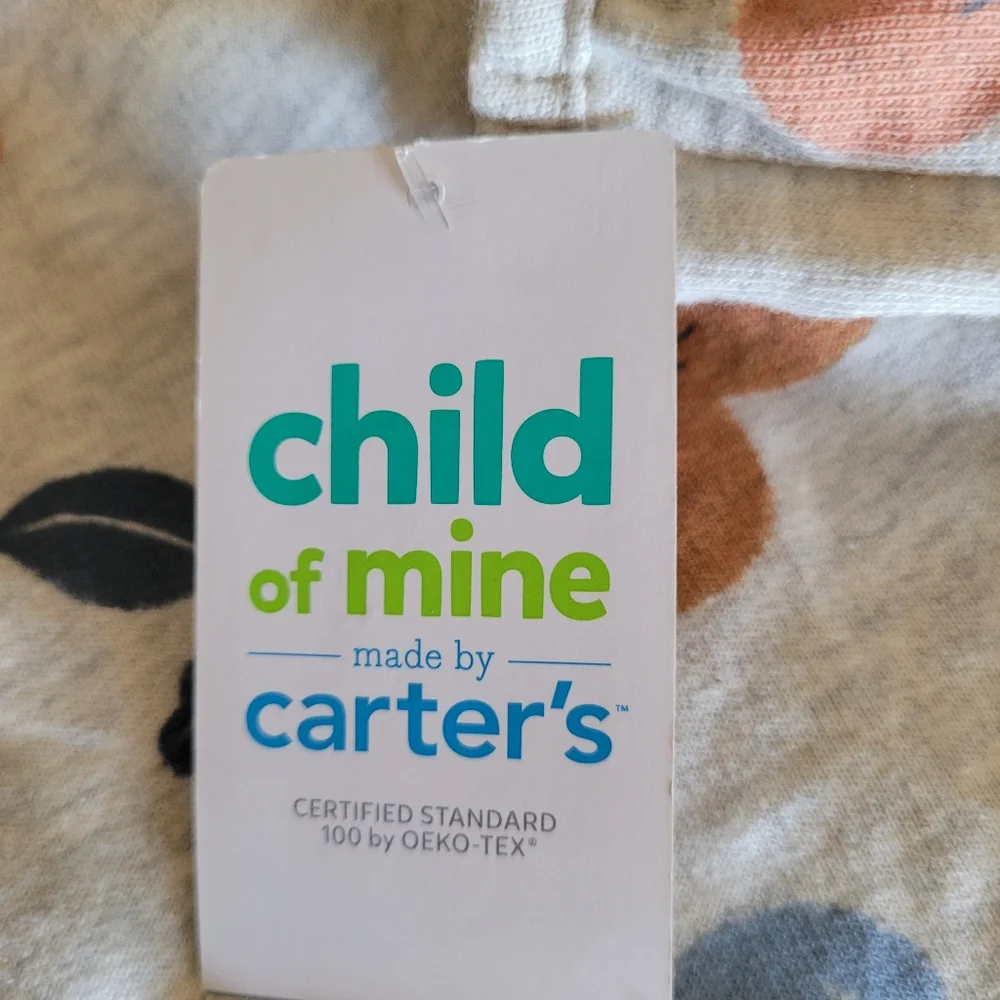 child
of mine
made by
carter's™
CERTIFIED STANDARD
100 by OEKO-TEX®